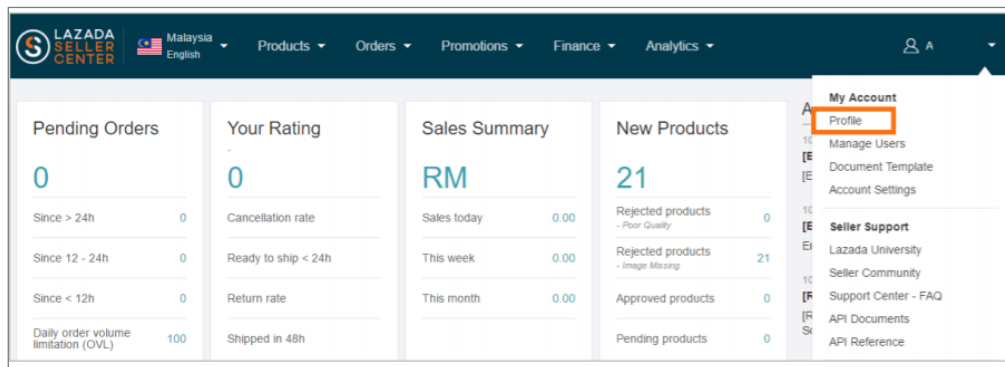 LAZADA
SELLER
CENTER
Malaysia
English
Products
Orders
Promotions
Finance
Analytics
A
Pending Orders
0
Since > 24h 0
Since 12 - 24h 0
Since < 12h 0
Daily order volume
limitation (OVL) 100
Your Rating
-
0
Cancellation rate
Ready to ship < 24h
Return rate
Shipped in 48h
Sales Summary
RM
Sales today 0.00
This week 0.00
This month 0.00
New Products
21
Rejected products 0
- Poor Quality
Rejected products 21
- Image Missing
Approved products 0
Pending products 0
My Account
Profile
Manage Users
Document Template
Account Settings
Seller Support
Lazada University
Seller Community
Support Center - FAQ
API Documents
API Reference